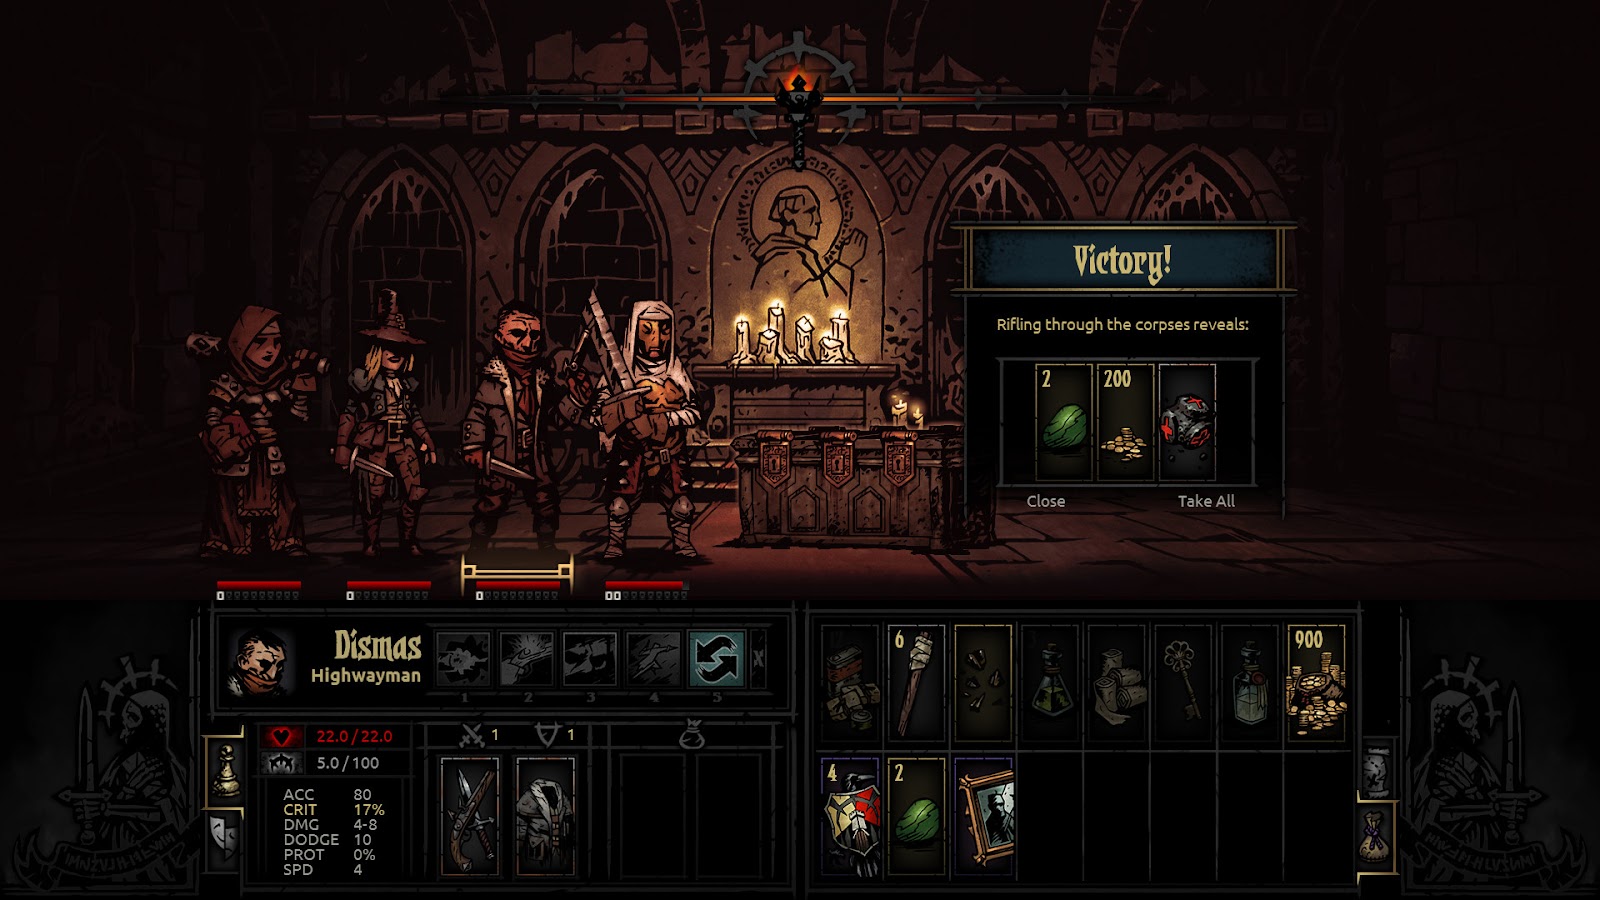 Victory!
Rifling through the corpses reveals:
2
200
Close
Take All
Dismas
Highwayman
1
2
3
4
5
22.0/22.0
5.0/100
1
1
ACC 80
CRIT 17%
DMG 4-8
DODGE 10
PROT 0%
SPD 4
6
900
4
2